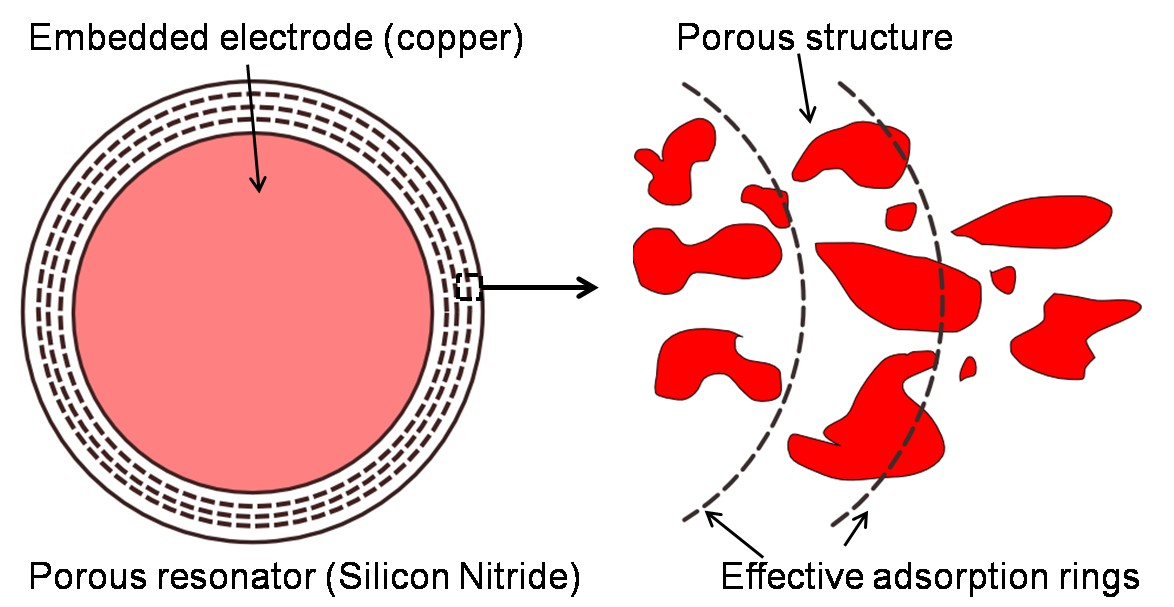 Embedded electrode (copper)
Porous structure
Porous resonator (Silicon Nitride)
Effective adsorption rings